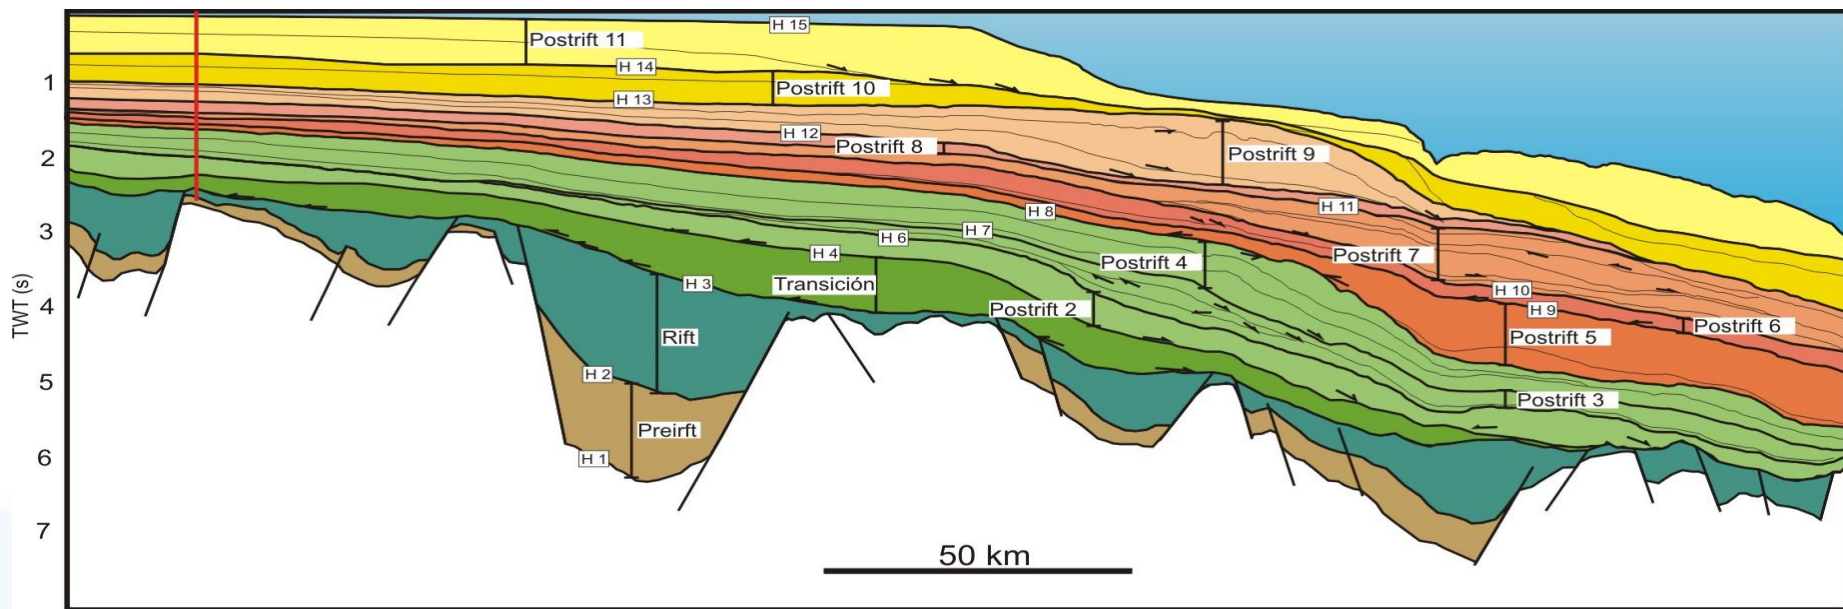 H 15
Postrift 11
H 14
1
Postrift 10
H 13
H 12
Postrift 8
Postrift 9
2
H 11
H 8
H 7
3
H 6
H 4
Postrift 7
Postrift 4
H 3
Transición
H 10
TWT (s)
4
Postrift 2
H 9
Postrift 6
Rift
Postrift 5
H 2
5
Postrift 3
Preirft
H 1
6
7
50 km